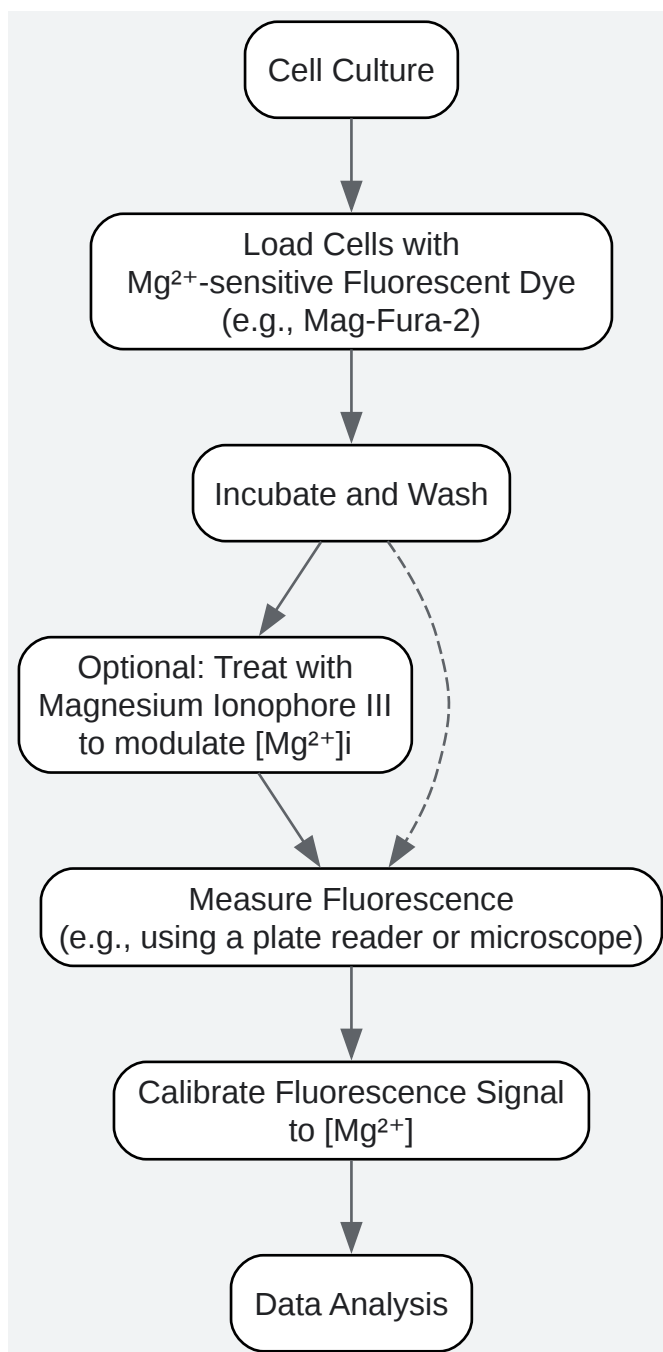 Cell Culture
Load Cells with
Mg²⁺-sensitive Fluorescent Dye
(e.g., Mag-Fura-2)
Incubate and Wash
Optional: Treat with
Magnesium Ionophore III
to modulate [Mg²⁺]i
Measure Fluorescence
(e.g., using a plate reader or microscope)
Calibrate Fluorescence Signal
to [Mg²⁺]
Data Analysis